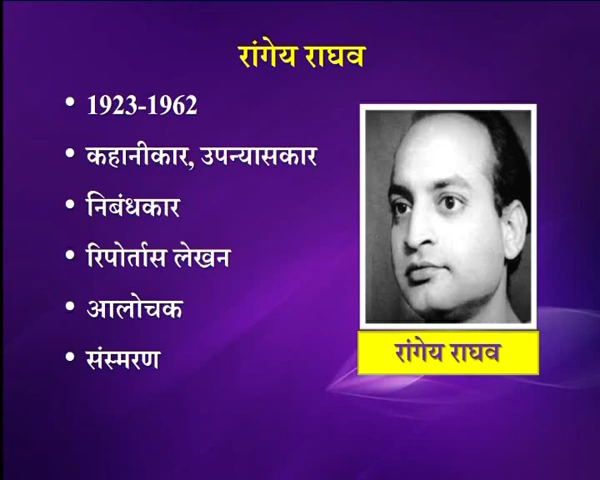 रांगेय राघव
• 1923-1962
• कहानीकार, उपन्यासकार
• निबंधकार
• रिपोर्तास लेखन
• आलोचक
• संस्मरण
रांगेय राघव